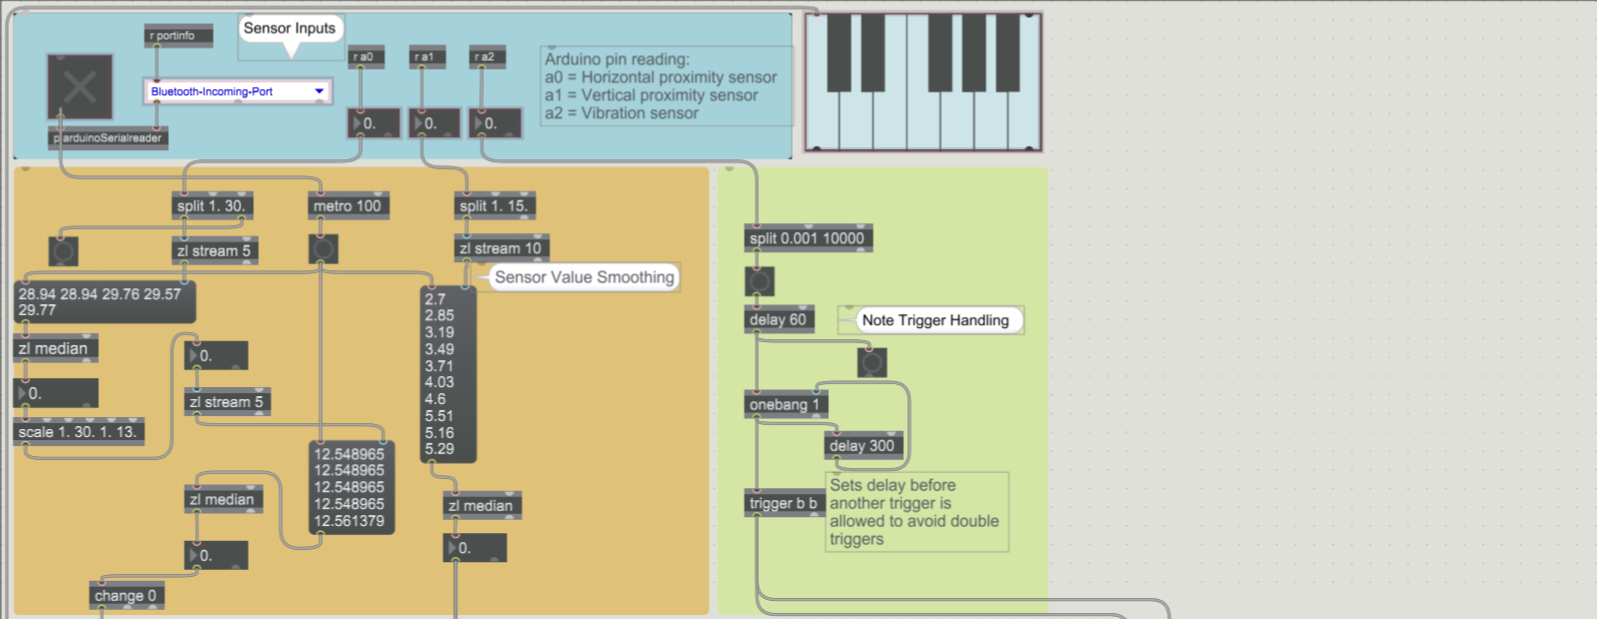 r portinfo
Sensor Inputs
r a0
r a1
r a2
Arduino pin reading:
a0 = Horizontal proximity sensor
a1 = Vertical proximity sensor
a2 = Vibration sensor
Bluetooth-Incoming-Port
0.
0.
0.
p arduinoSerialreader
split 1. 30.
metro 100
split 1. 15.
zl stream 5
zl stream 10
Sensor Value Smoothing
28.94 28.94 29.76 29.57
29.77
2.7
2.85
3.19
3.49
3.71
4.03
4.6
5.51
5.16
5.29
zl median
0.
0.
zl stream 5
scale 1. 30. 1. 13.
12.548965
12.548965
12.548965
12.548965
12.561379
zl median
zl median
0.
0.
change 0
split 0.001 10000
delay 60
Note Trigger Handling
onebang 1
delay 300
trigger b b
Sets delay before
another trigger is
allowed to avoid double
triggers